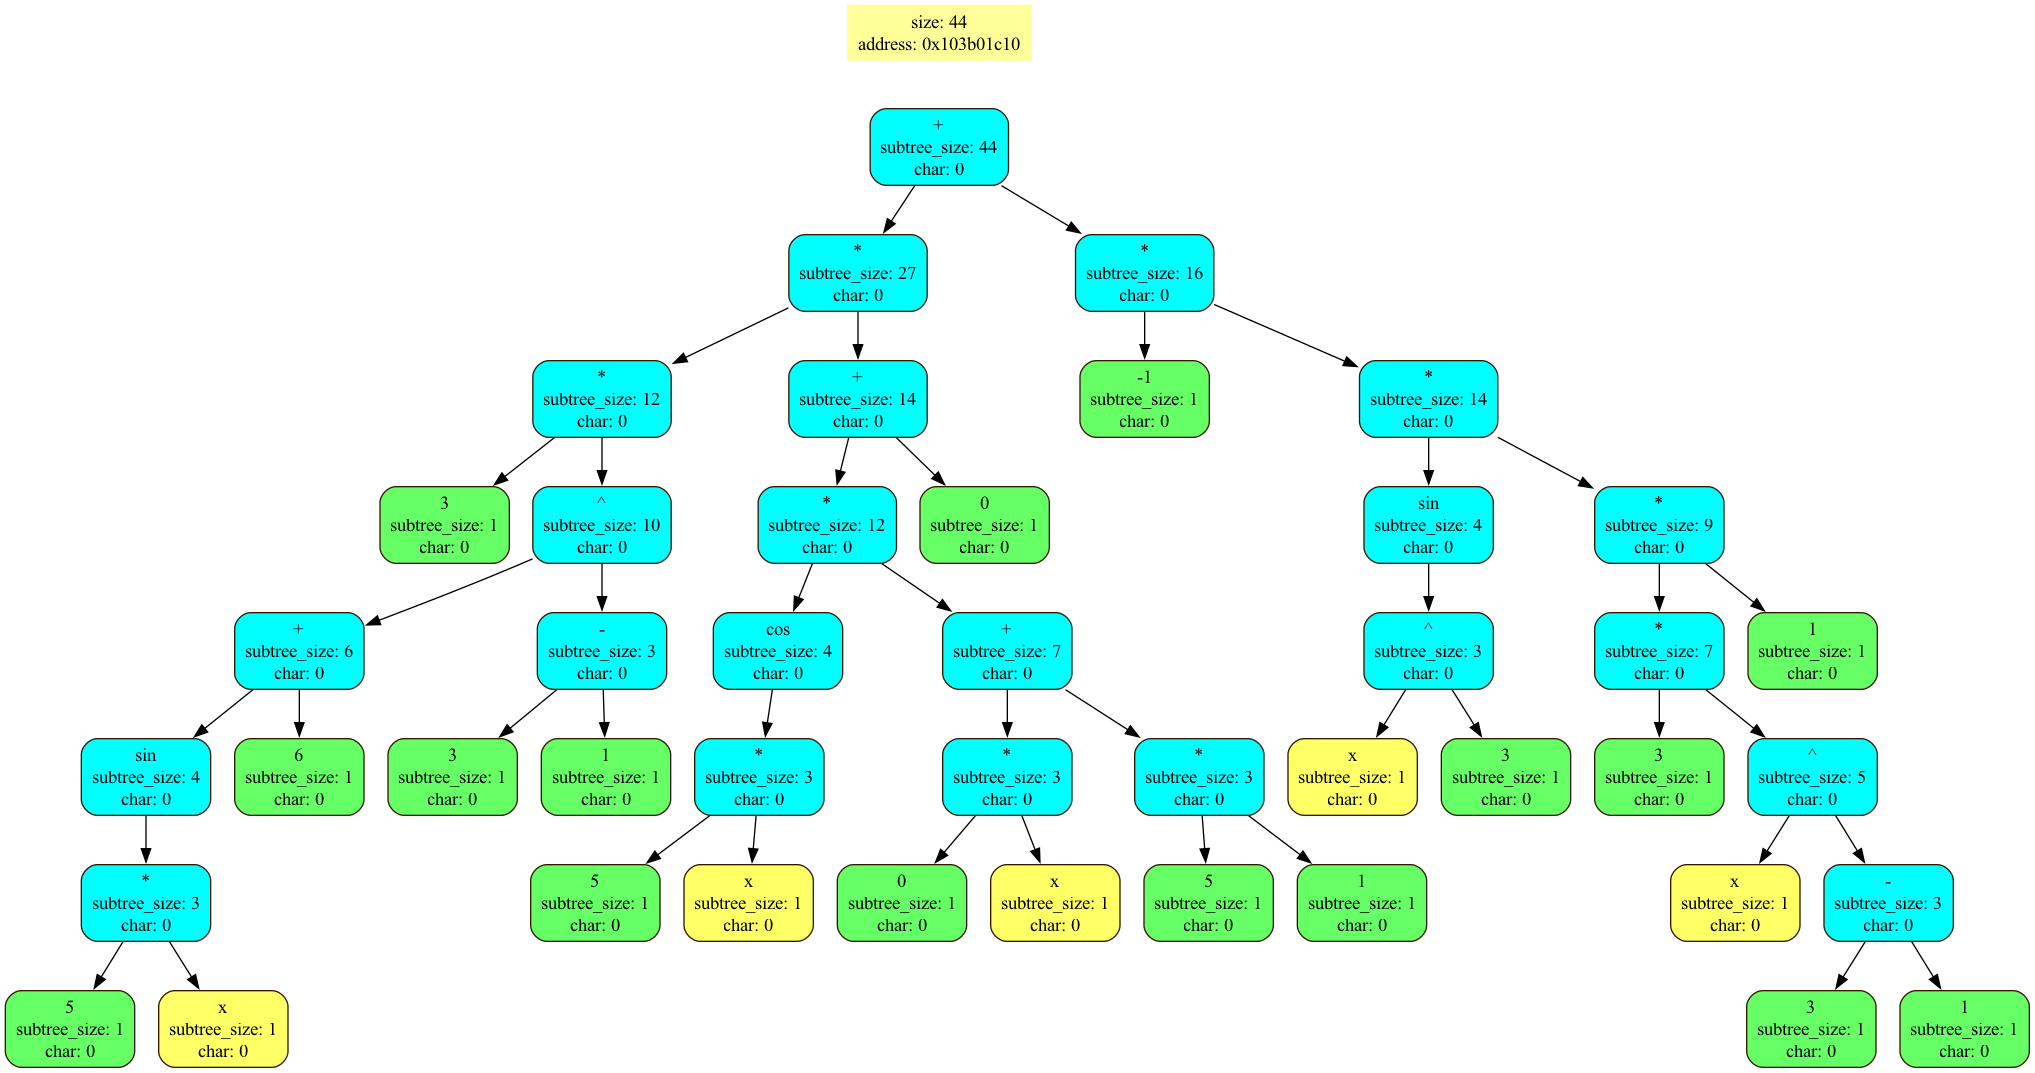 size: 44
address: 0x103b01c10
+
subtree_size: 44
char: 0
*
subtree_size: 27
char: 0
*
subtree_size: 16
char: 0
*
subtree_size: 12
char: 0
+
subtree_size: 14
char: 0
-1
subtree_size: 1
char: 0
*
subtree_size: 14
char: 0
3
subtree_size: 1
char: 0
^
subtree_size: 10
char: 0
*
subtree_size: 12
char: 0
0
subtree_size: 1
char: 0
sin
subtree_size: 4
char: 0
*
subtree_size: 9
char: 0
+
subtree_size: 6
char: 0
-
subtree_size: 3
char: 0
cos
subtree_size: 4
char: 0
+
subtree_size: 7
char: 0
^
subtree_size: 3
char: 0
*
subtree_size: 7
char: 0
1
subtree_size: 1
char: 0
sin
subtree_size: 4
char: 0
6
subtree_size: 1
char: 0
3
subtree_size: 1
char: 0
1
subtree_size: 1
char: 0
*
subtree_size: 3
char: 0
*
subtree_size: 3
char: 0
*
subtree_size: 3
char: 0
x
subtree_size: 1
char: 0
3
subtree_size: 1
char: 0
3
subtree_size: 1
char: 0
^
subtree_size: 5
char: 0
*
subtree_size: 3
char: 0
5
subtree_size: 1
char: 0
x
subtree_size: 1
char: 0
0
subtree_size: 1
char: 0
x
subtree_size: 1
char: 0
5
subtree_size: 1
char: 0
1
subtree_size: 1
char: 0
x
subtree_size: 1
char: 0
-
subtree_size: 3
char: 0
5
subtree_size: 1
char: 0
x
subtree_size: 1
char: 0
3
subtree_size: 1
char: 0
1
subtree_size: 1
char: 0